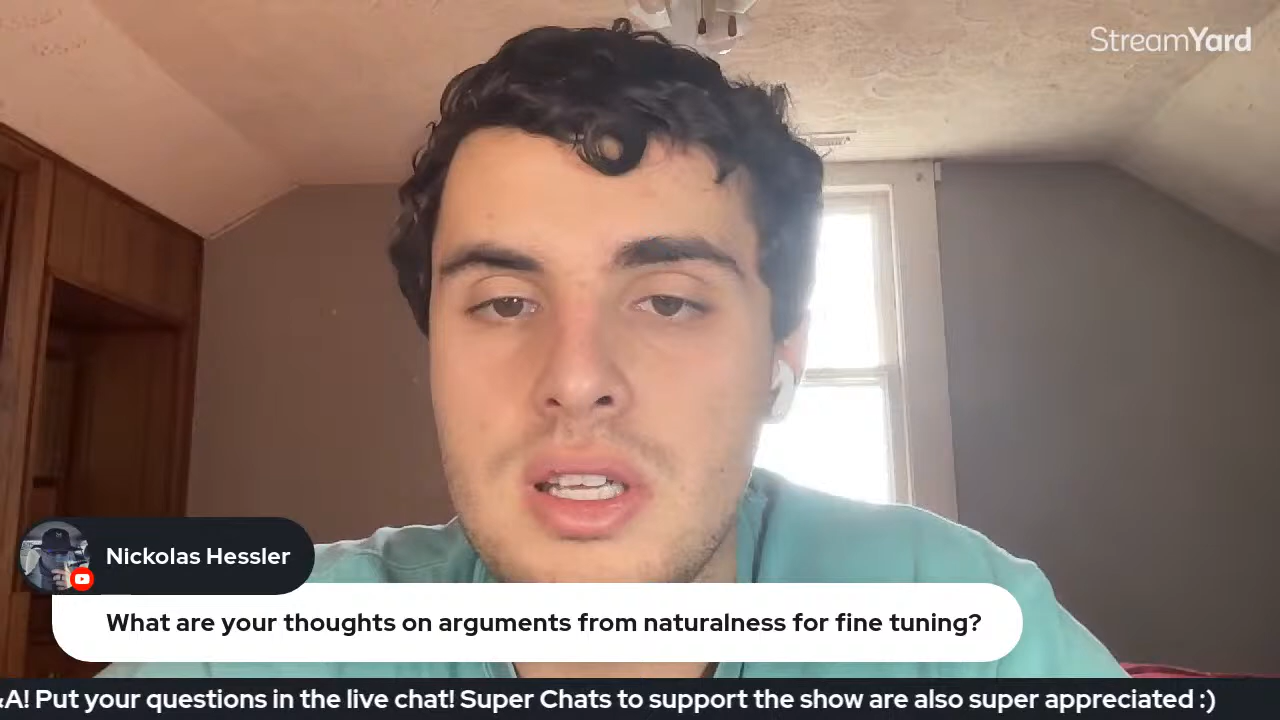 StreamYard
Nickolas Hessler
What are your thoughts on arguments from naturalness for fine tuning?
&A! Put your questions in the live chat! Super Chats to support the show are also super appreciated :)